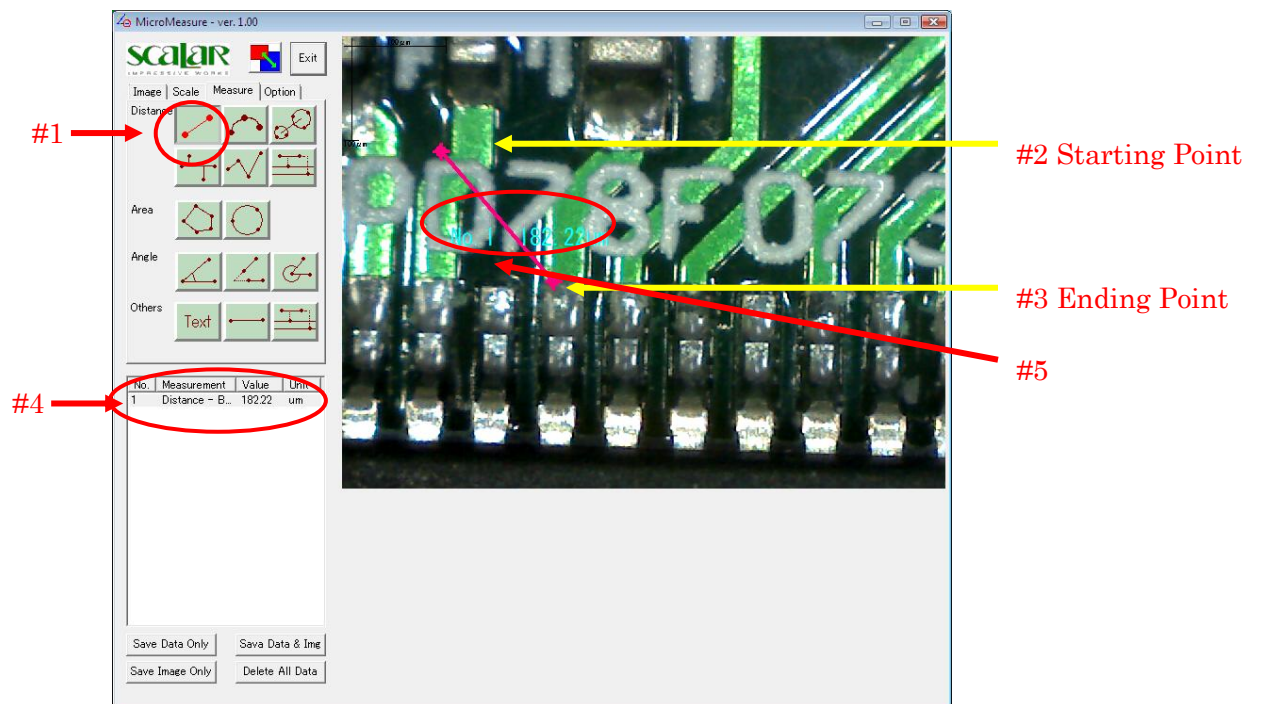 MicroMeasure - ver. 1.00
scalar
IMPRESSIVE WORKS
Exit
Image Scale Measure Option
Distance
Area
Angle
Others
Text
No. Measurement Value Unit
1 Distance - B... 182.22 um
Save Data Only
Sava Data & Img
Save Image Only
Delete All Data
100um
No. 1 182.22um
#1
#2 Starting Point
#3 Ending Point
#5
#4